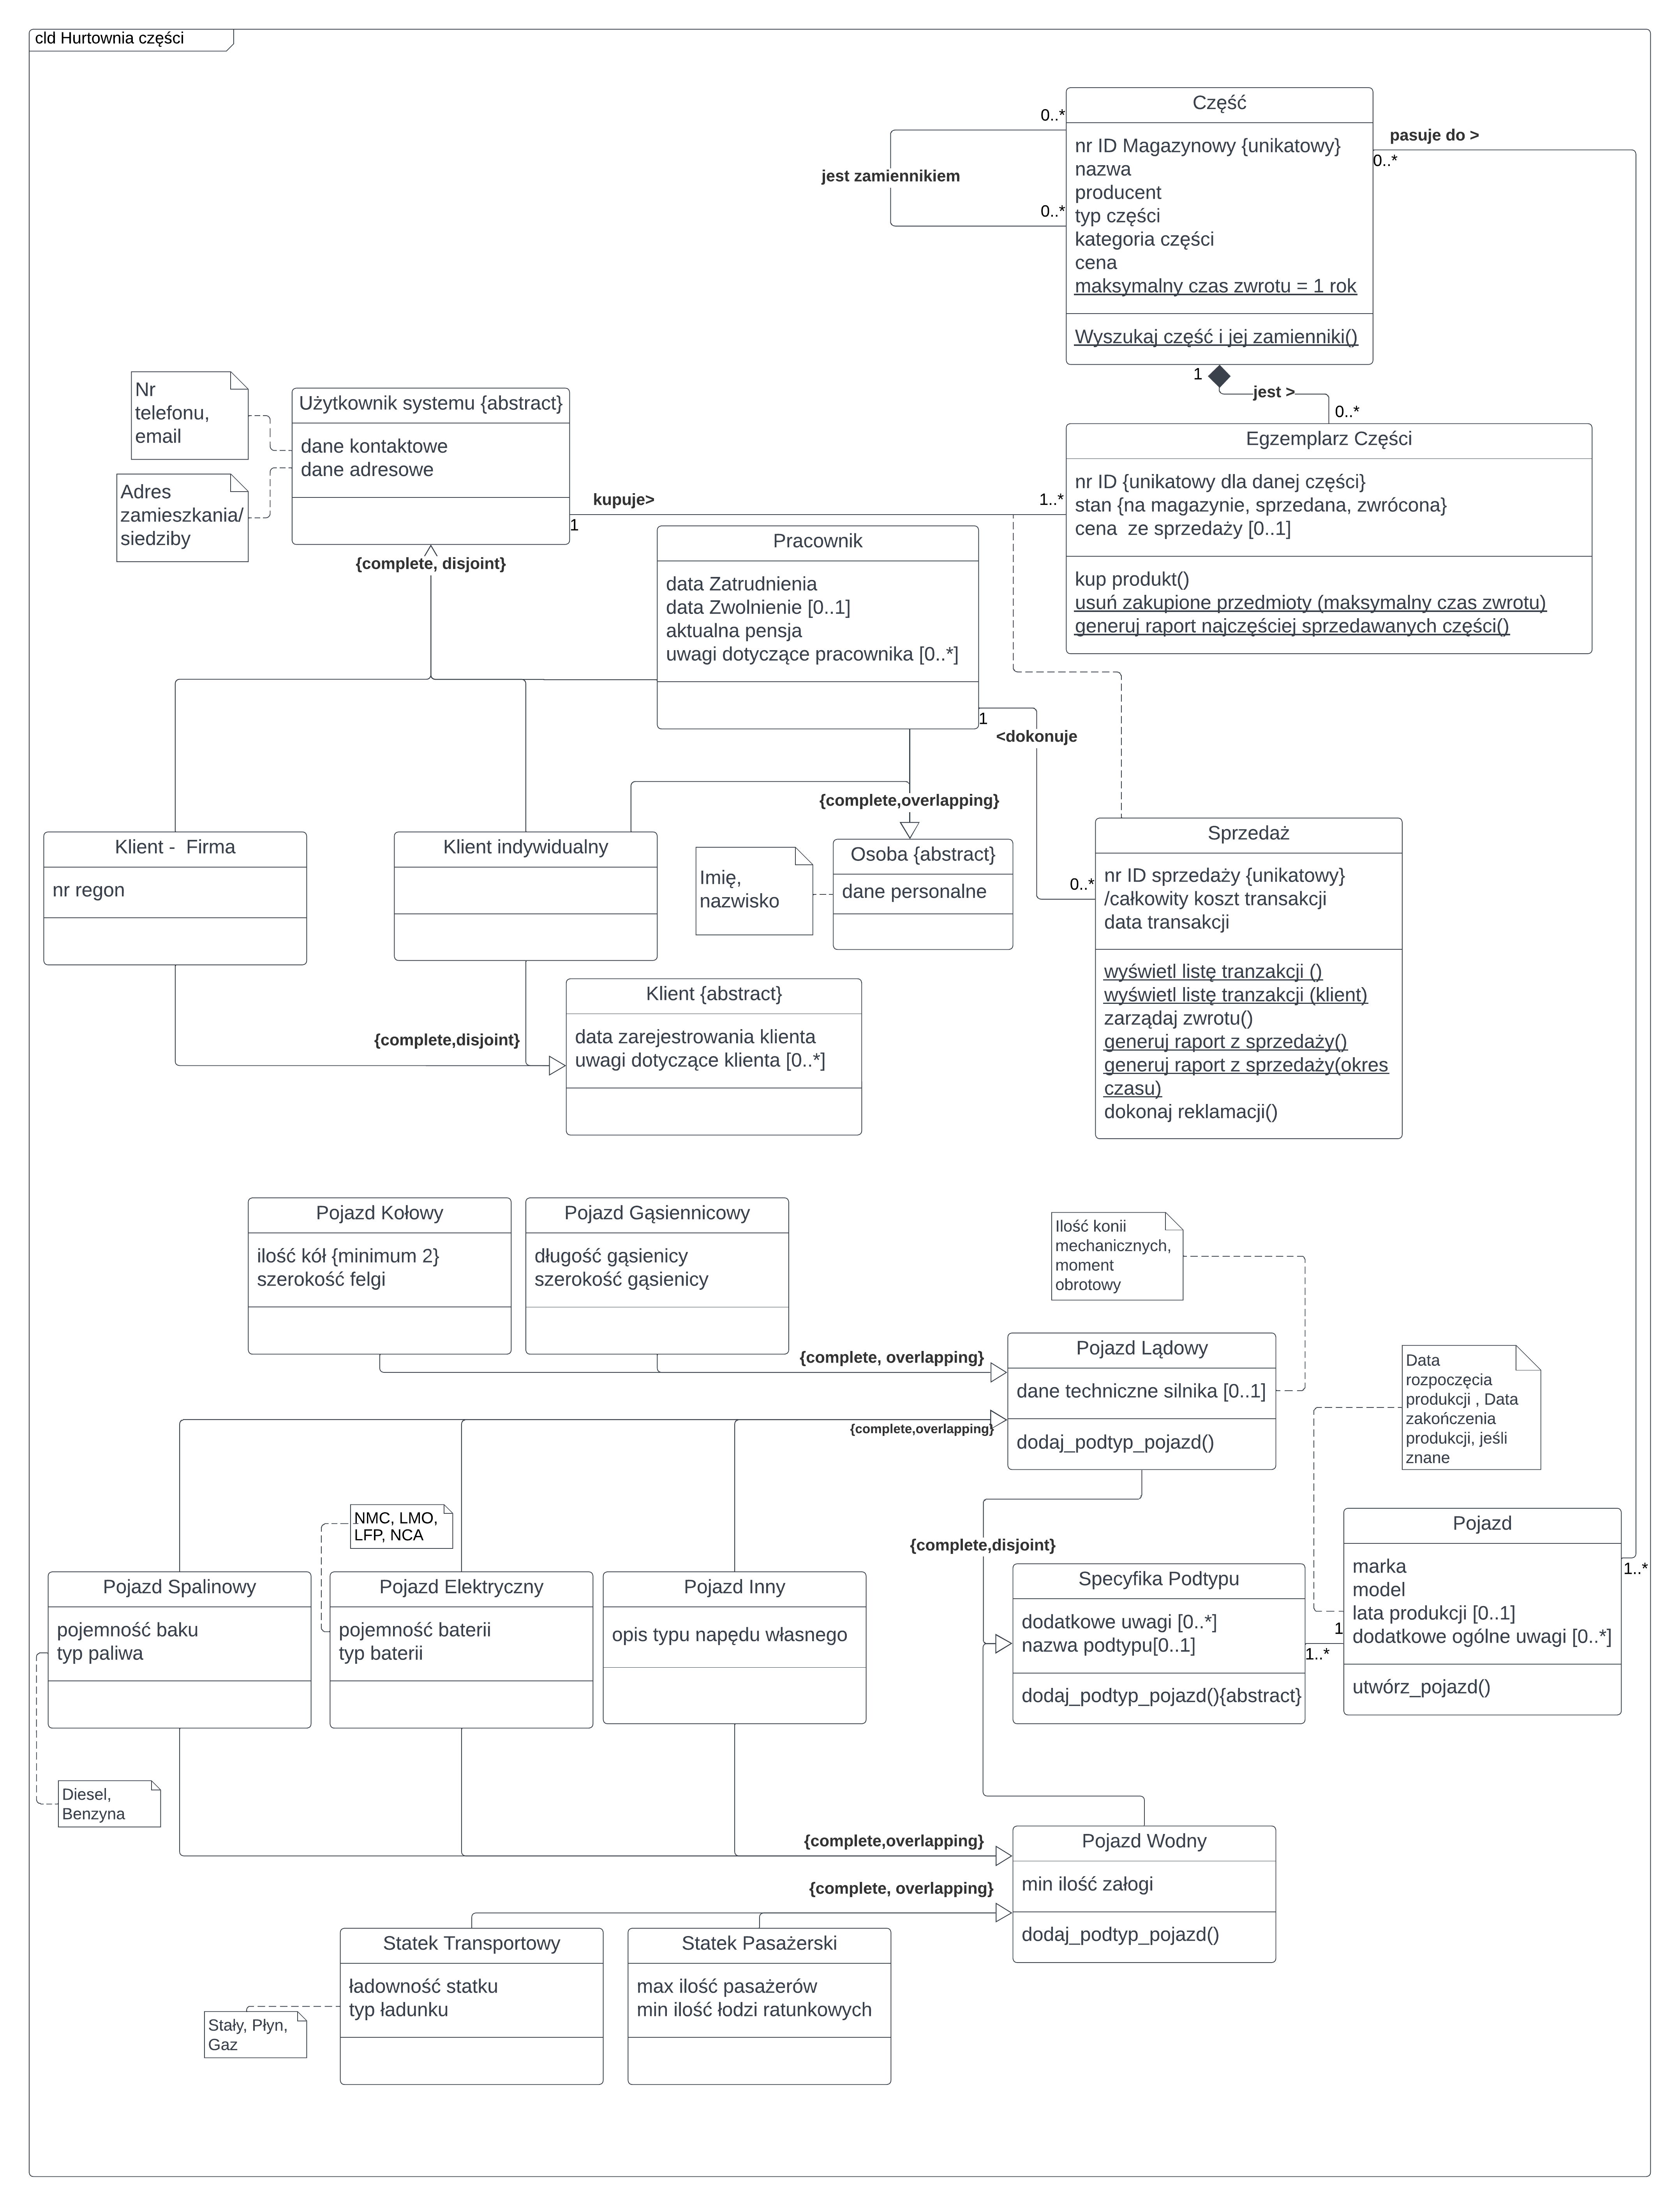 cld Hurtownia części
Część
nr ID Magazynowy {unikatowy}
nazwa
producent
typ części
kategoria części
cena
maksymalny czas zwrotu = 1 rok
Wyszukaj część i jej zamienniki()
0..*
jest zamiennikiem
0..*
pasuje do >
0..*
1
jest >
0..*
Nr
telefonu,
email
Adres
zamieszkania/
siedziby
Użytkownik systemu {abstract}
dane kontaktowe
dane adresowe
kupuje>
1
1..*
Egzemplarz Części
nr ID {unikatowy dla danej części}
stan {na magazynie, sprzedana, zwrócona}
cena  ze sprzedaży [0..1]
kup produkt()
usuń zakupione przedmioty (maksymalny czas zwrotu)
generuj raport najczęściej sprzedawanych części()
{complete, disjoint}
Pracownik
data Zatrudnienia
data Zwolnienie [0..1]
aktualna pensja
uwagi dotyczące pracownika [0..*]
1
<dokonuje
0..*
{complete,overlapping}
Klient -  Firma
nr regon
Klient indywidualny
Imię,
nazwisko
Osoba {abstract}
dane personalne
Sprzedaż
nr ID sprzedaży {unikatowy}
/całkowity koszt transakcji
data transakcji
wyświetl listę tranzakcji ()
wyświetl listę tranzakcji (klient)
zarządaj zwrotu()
generuj raport z sprzedaży()
generuj raport z sprzedaży(okres
czasu)
dokonaj reklamacji()
{complete,disjoint}
Klient {abstract}
data zarejestrowania klienta
uwagi dotyczące klienta [0..*]
Pojazd Kołowy
ilość kół {minimum 2}
szerokość felgi
Pojazd Gąsiennicowy
długość gąsienicy
szerokość gąsienicy
Ilość konii
mechanicznych,
moment
obrotowy
{complete, overlapping}
{complete,overlapping}
Pojazd Lądowy
dane techniczne silnika [0..1]
dodaj_podtyp_pojazd()
Data
rozpoczęcia
produkcji , Data
zakończenia
produkcji, jeśli
znane
NMC, LMO,
LFP, NCA
{complete,disjoint}
Pojazd Spalinowy
pojemność baku
typ paliwa
Pojazd Elektryczny
pojemność baterii
typ baterii
Pojazd Inny
opis typu napędu własnego
Specyfika Podtypu
dodatkowe uwagi [0..*]
nazwa podtypu[0..1]
dodaj_podtyp_pojazd(){abstract}
1
1..*
Pojazd
marka
model
lata produkcji [0..1]
dodatkowe ogólne uwagi [0..*]
utwórz_pojazd()
1..*
Diesel,
Benzyna
{complete,overlapping}
{complete, overlapping}
Pojazd Wodny
min ilość załogi
dodaj_podtyp_pojazd()
Statek Transportowy
ładowność statku
typ ładunku
Statek Pasażerski
max ilość pasażerów
min ilość łodzi ratunkowych
Stały, Płyn,
Gaz